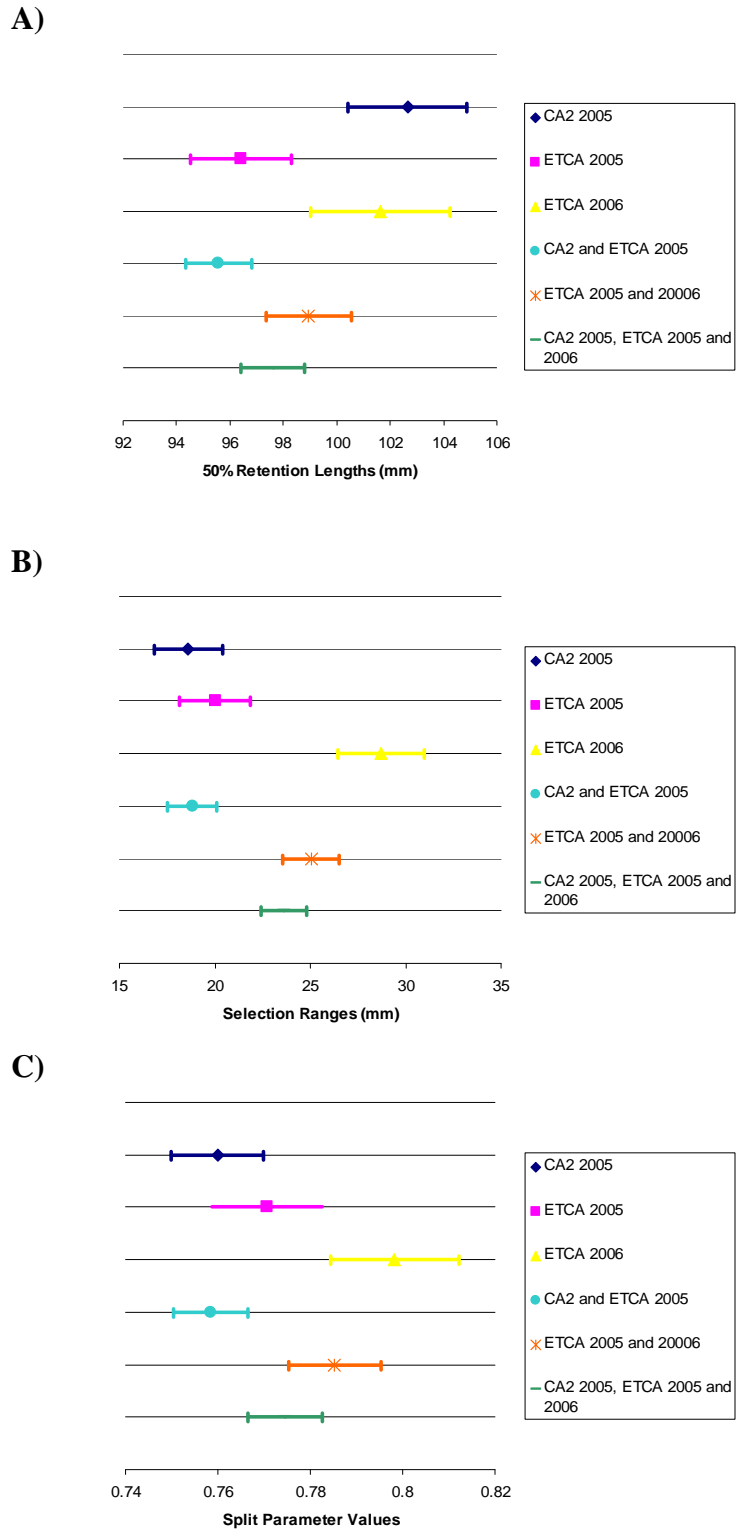 A)
CA2 2005
ETCA 2005
ETCA 2006
CA2 and ETCA 2005
ETCA 2005 and 20006
CA2 2005, ETCA 2005 and
2006
92 94 96 98 100 102 104 106
50% Retention Lengths (mm)
B)
CA2 2005
ETCA 2005
ETCA 2006
CA2 and ETCA 2005
ETCA 2005 and 20006
CA2 2005, ETCA 2005 and
2006
15 20 25 30 35
Selection Ranges (mm)
C)
CA2 2005
ETCA 2005
ETCA 2006
CA2 and ETCA 2005
ETCA 2005 and 20006
CA2 2005, ETCA 2005 and
2006
0.74 0.76 0.78 0.8 0.82
Split Parameter Values